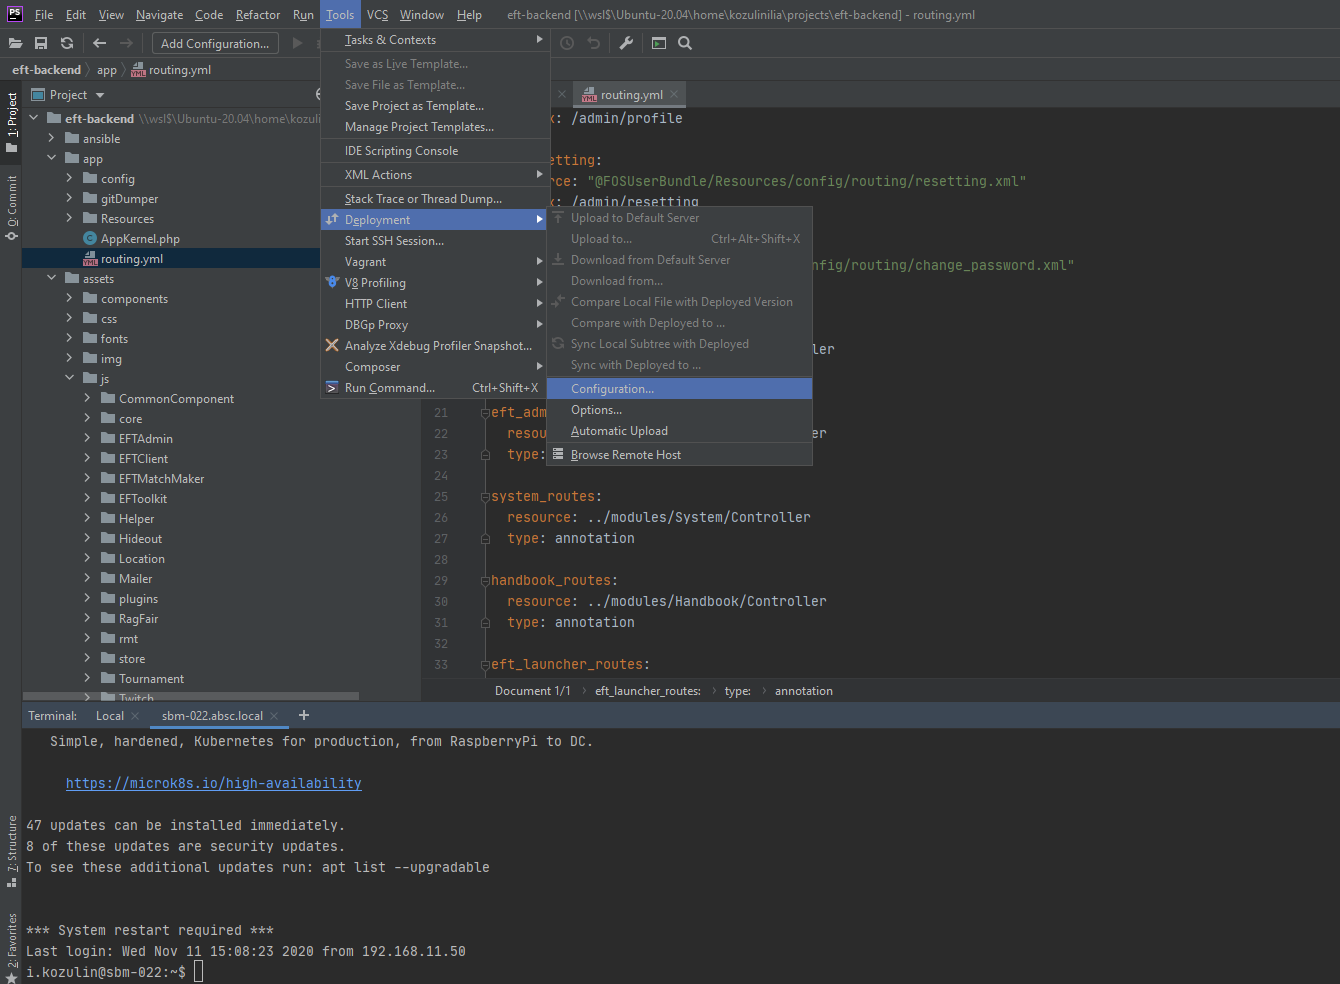 PS File Edit View Navigate Code Refactor Run Tools VCS Window Help eft-backend [\\wsl$\Ubuntu-20.04\home\kozulinilia\projects\eft-backend] - routing.yml
Add Configuration...
eft-backend app routing.yml
1: Project
0: Commit
Z: Structure
2: Favorites
Project
eft-backend \\wsl$\Ubuntu-20.04\home\kozulini
ansible
app
config
gitDumper
Resources
AppKernel.php
routing.yml
assets
components
css
fonts
img
js
CommonComponent
core
EFTAdmin
EFTClient
EFTMatchMaker
EFToolkit
Helper
Hideout
Location
Mailer
plugins
RagFair
rmt
store
Tournament
Twitch
Tasks & Contexts
Save as Live Template...
Save File as Template...
Save Project as Template...
Manage Project Templates...
IDE Scripting Console
XML Actions
Stack Trace or Thread Dump...
Deployment
Start SSH Session...
Vagrant
V8 Profiling
HTTP Client
DBGp Proxy
Analyze Xdebug Profiler Snapshot...
Composer
Run Command... Ctrl+Shift+X
Upload to Default Server
Upload to... Ctrl+Alt+Shift+X
Download from Default Server
Download from...
Compare Local File with Deployed Version
Compare with Deployed to ...
Sync Local Subtree with Deployed
Sync with Deployed to ...
Configuration...
Options...
Automatic Upload
Browse Remote Host
routing.yml
x: /admin/profile
etting:
rce: "@FOSUserBundle/Resources/config/routing/resetting.xml"
x: /admin/resetting
nfig/routing/change_password.xml"
ler
21 eft_adm
22 resou er
23 type:
24
25 system_routes:
26 resource: ../modules/System/Controller
27 type: annotation
28
29 handbook_routes:
30 resource: ../modules/Handbook/Controller
31 type: annotation
32
33 eft_launcher_routes:
Document 1/1 eft_launcher_routes: type: annotation
Terminal: Local sbm-022.absc.local
Simple, hardened, Kubernetes for production, from RaspberryPi to DC.
https://microk8s.io/high-availability
47 updates can be installed immediately.
8 of these updates are security updates.
To see these additional updates run: apt list --upgradable
*** System restart required ***
Last login: Wed Nov 11 15:08:23 2020 from 192.168.11.50
i.kozulin@sbm-022:~$